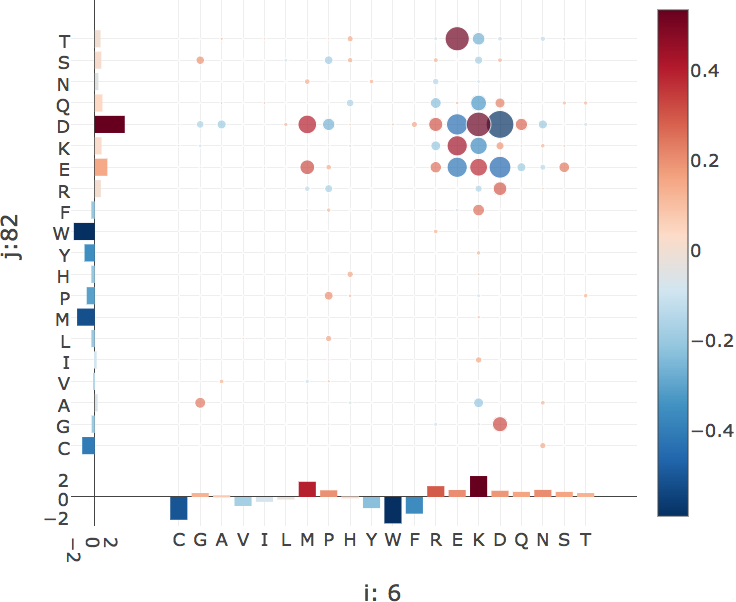 T
S
N
Q
D
K
E
R
F
W
Y
H
P
M
L
I
V
A
G
C
j:82
2
0
−2
−2 0 2
C G A V I L M P H Y W F R E K D Q N S T
i: 6
0.4
0.2
0
−0.2
−0.4